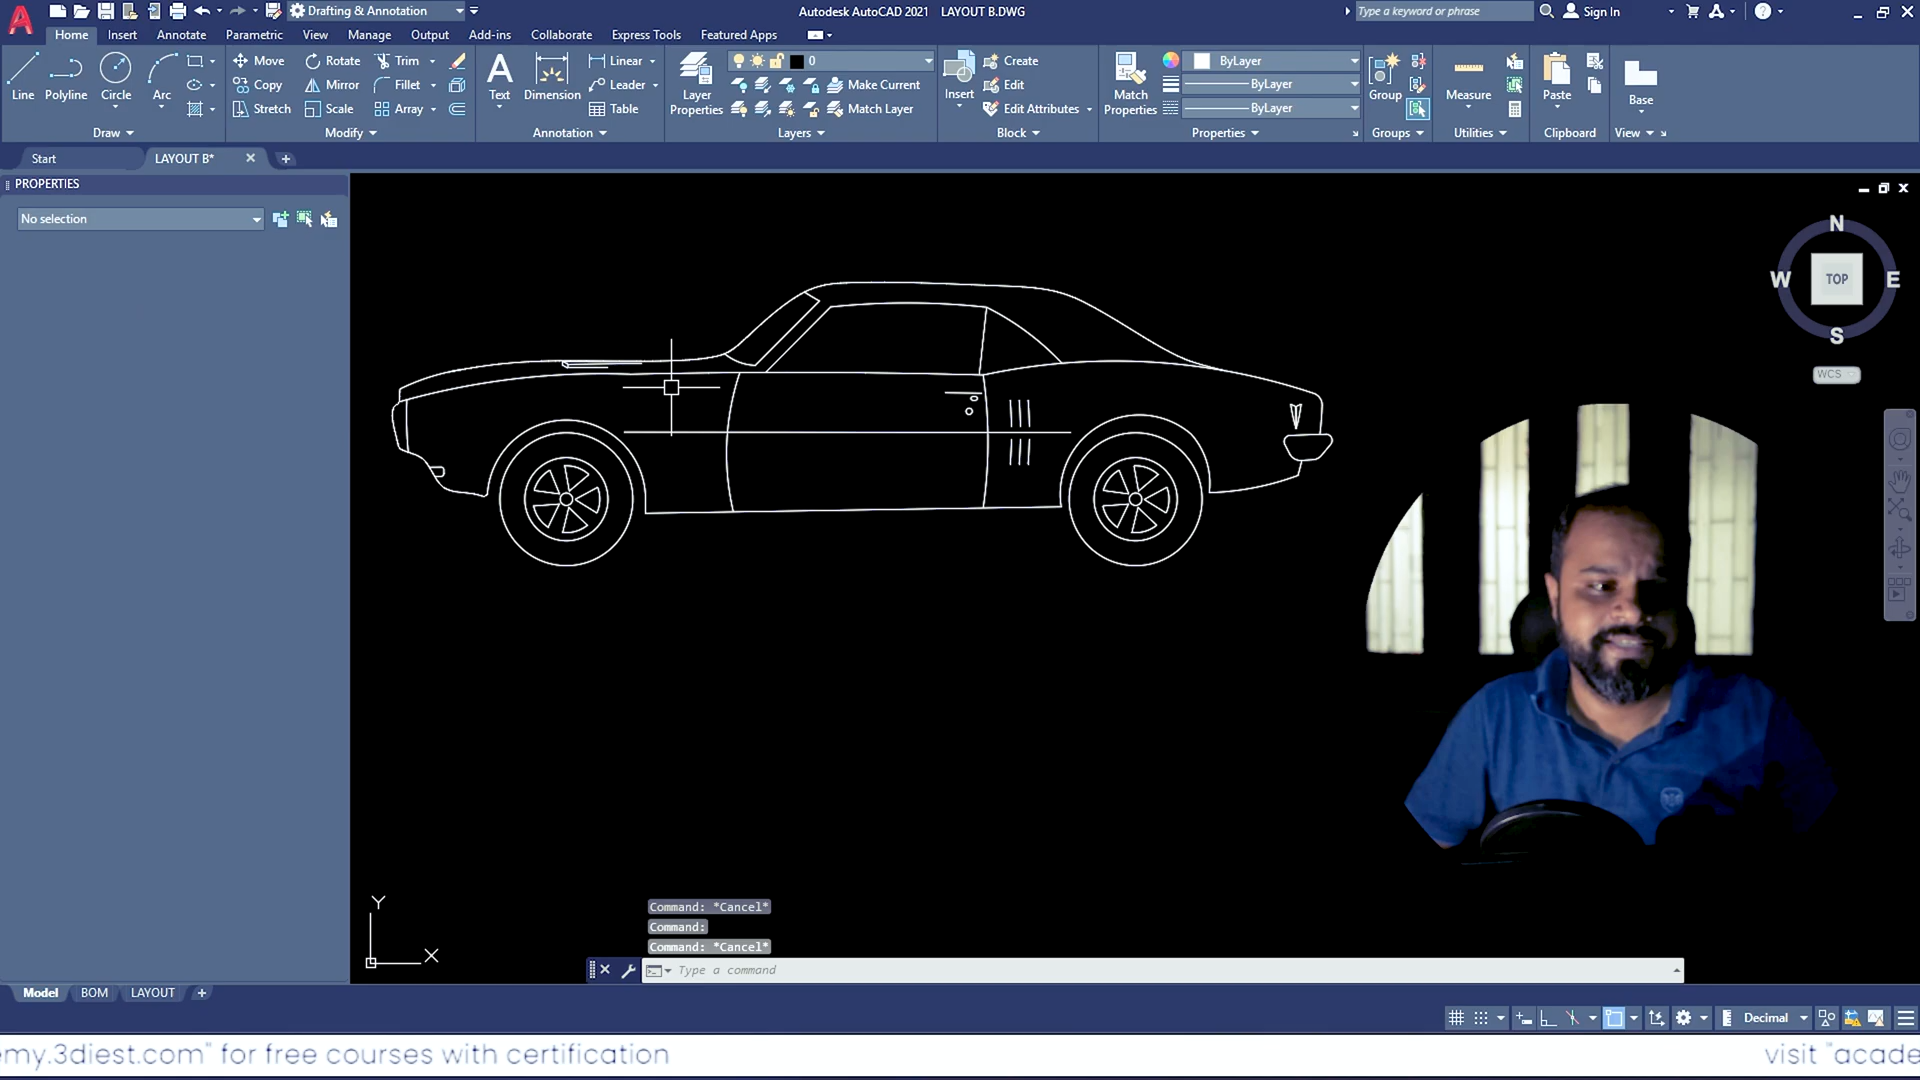 Drafting & Annotation
Autodesk AutoCAD 2021 LAYOUT B.DWG
Type a keyword or phrase
Sign In
Home Insert Annotate Parametric View Manage Output Add-ins Collaborate Express Tools Featured Apps
Line Polyline Circle Arc
Move Rotate Trim
Copy Mirror Fillet
Stretch Scale Array
Text Dimension
Linear
Leader
Table
Layer Properties
0
Make Current
Match Layer
Insert
Create
Edit
Edit Attributes
Match Properties
ByLayer
ByLayer
ByLayer
Group
Measure
Paste
Base
Draw Modify Annotation Layers Block Properties Groups Utilities Clipboard View
Start LAYOUT B*
PROPERTIES
No selection
N
W TOP E
S
WCS
Y
X
Command: *Cancel*
Command:
Command: *Cancel*
Type a command
Model BOM LAYOUT
Decimal
emy.3diest.com" for free courses with certification
visit "acade